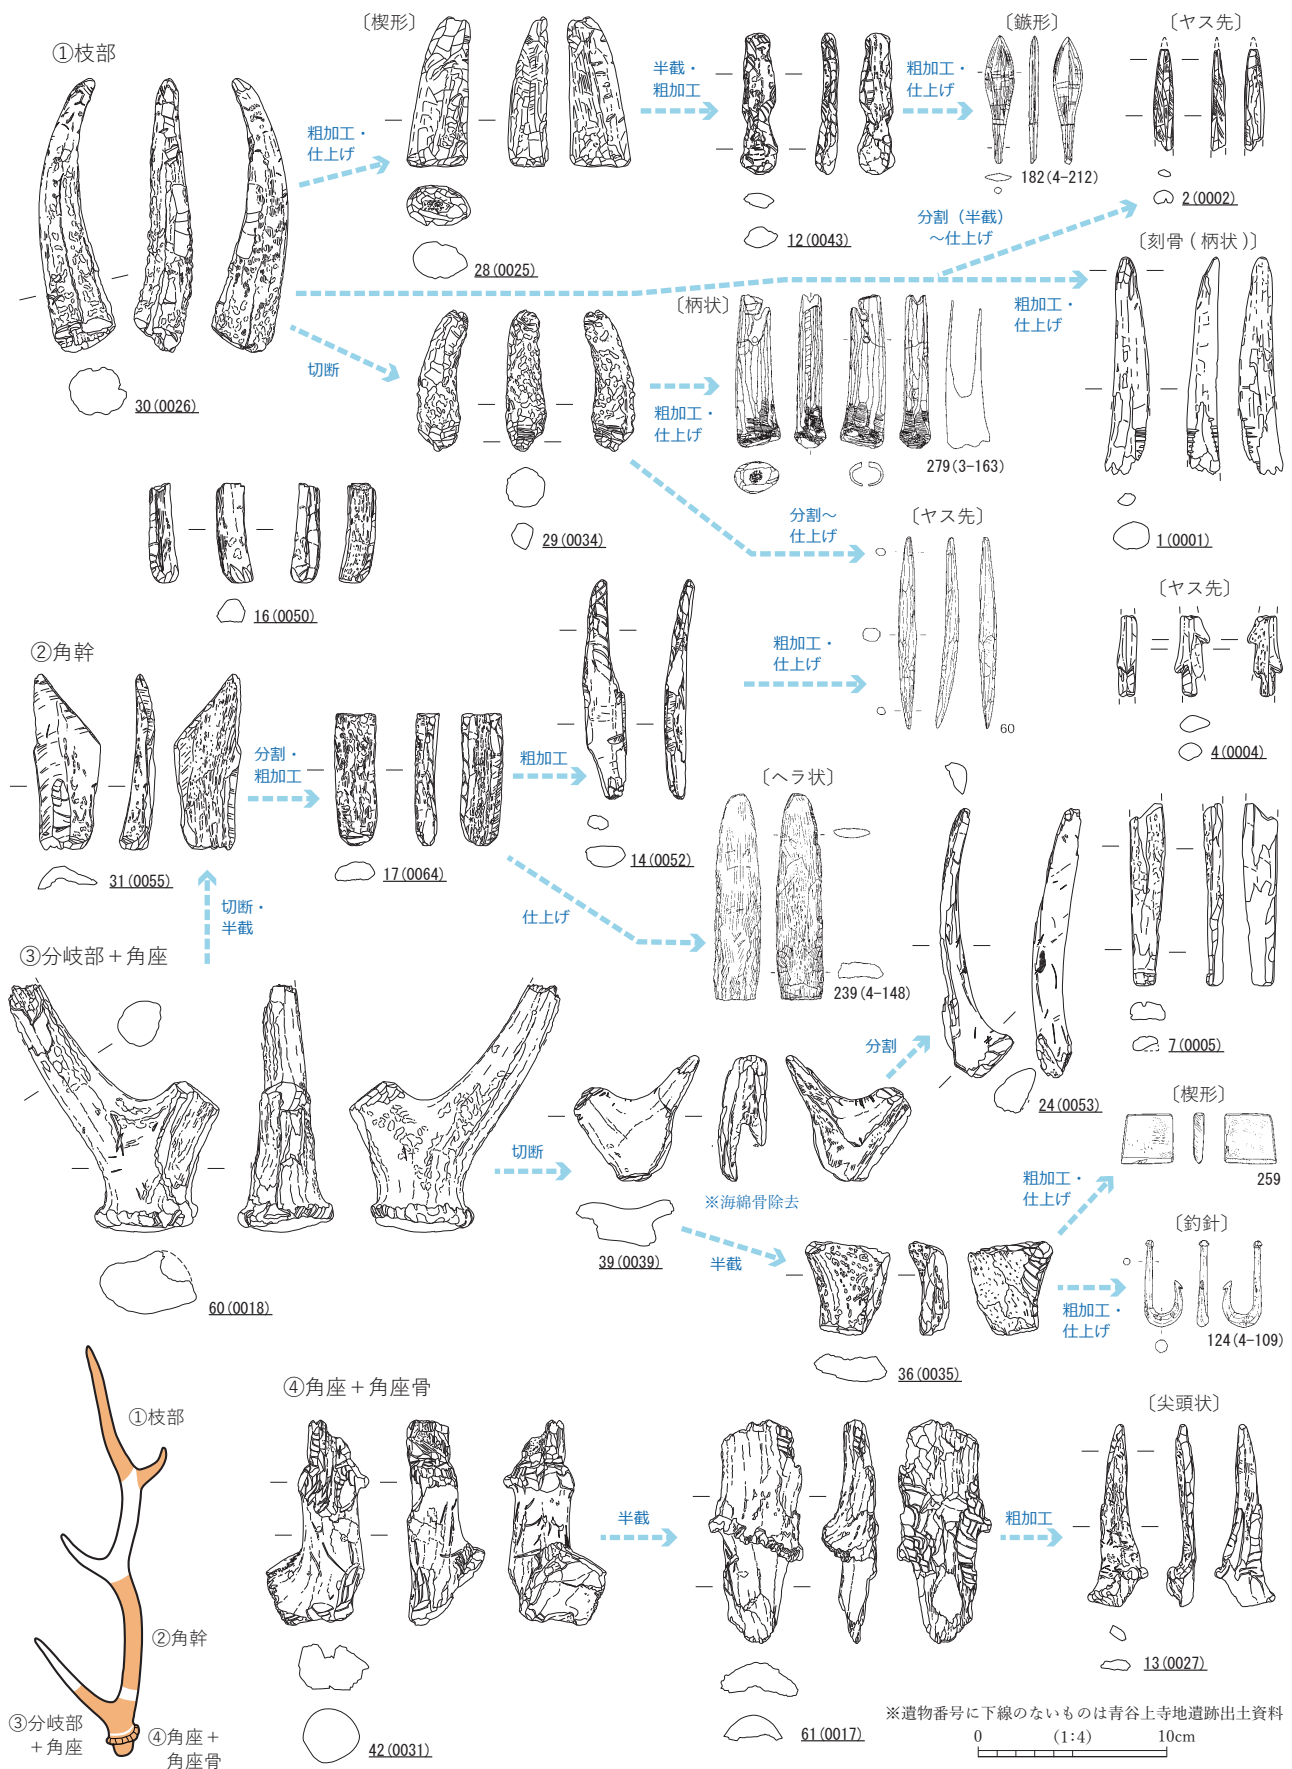 ①枝部
〔楔形〕
〔鏃形〕
〔ヤス先〕
粗加工・
仕上げ
半截・
粗加工
粗加工・
仕上げ
182(4-212)
2(0002)
12(0043)
28(0025)
分割（半截）
～仕上げ
〔刻骨(柄状)〕
粗加工・
仕上げ
〔柄状〕
切断
30(0026)
粗加工・
仕上げ
279(3-163)
29(0034)
1(0001)
分割～
仕上げ
〔ヤス先〕
16(0050)
〔ヤス先〕
②角幹
粗加工・
仕上げ
60
4(0004)
分割・
粗加工
粗加工
〔ヘラ状〕
14(0052)
17(0064)
31(0055)
切断・
半截
仕上げ
239(4-148)
③分岐部＋角座
7(0005)
分割
24(0053)
〔楔形〕
切断
259
粗加工・
仕上げ
※海綿骨除去
39(0039)
半截
〔釣針〕
60(0018)
粗加工・
仕上げ
124(4-109)
36(0035)
④角座＋角座骨
〔尖頭状〕
①枝部
半截
粗加工
②角幹
13(0027)
③分岐部
＋角座
④角座＋
角座骨
42(0031)
61(0017)
※遺物番号に下線のないものは青谷上寺地遺跡出土資料
0 (1:4) 10cm